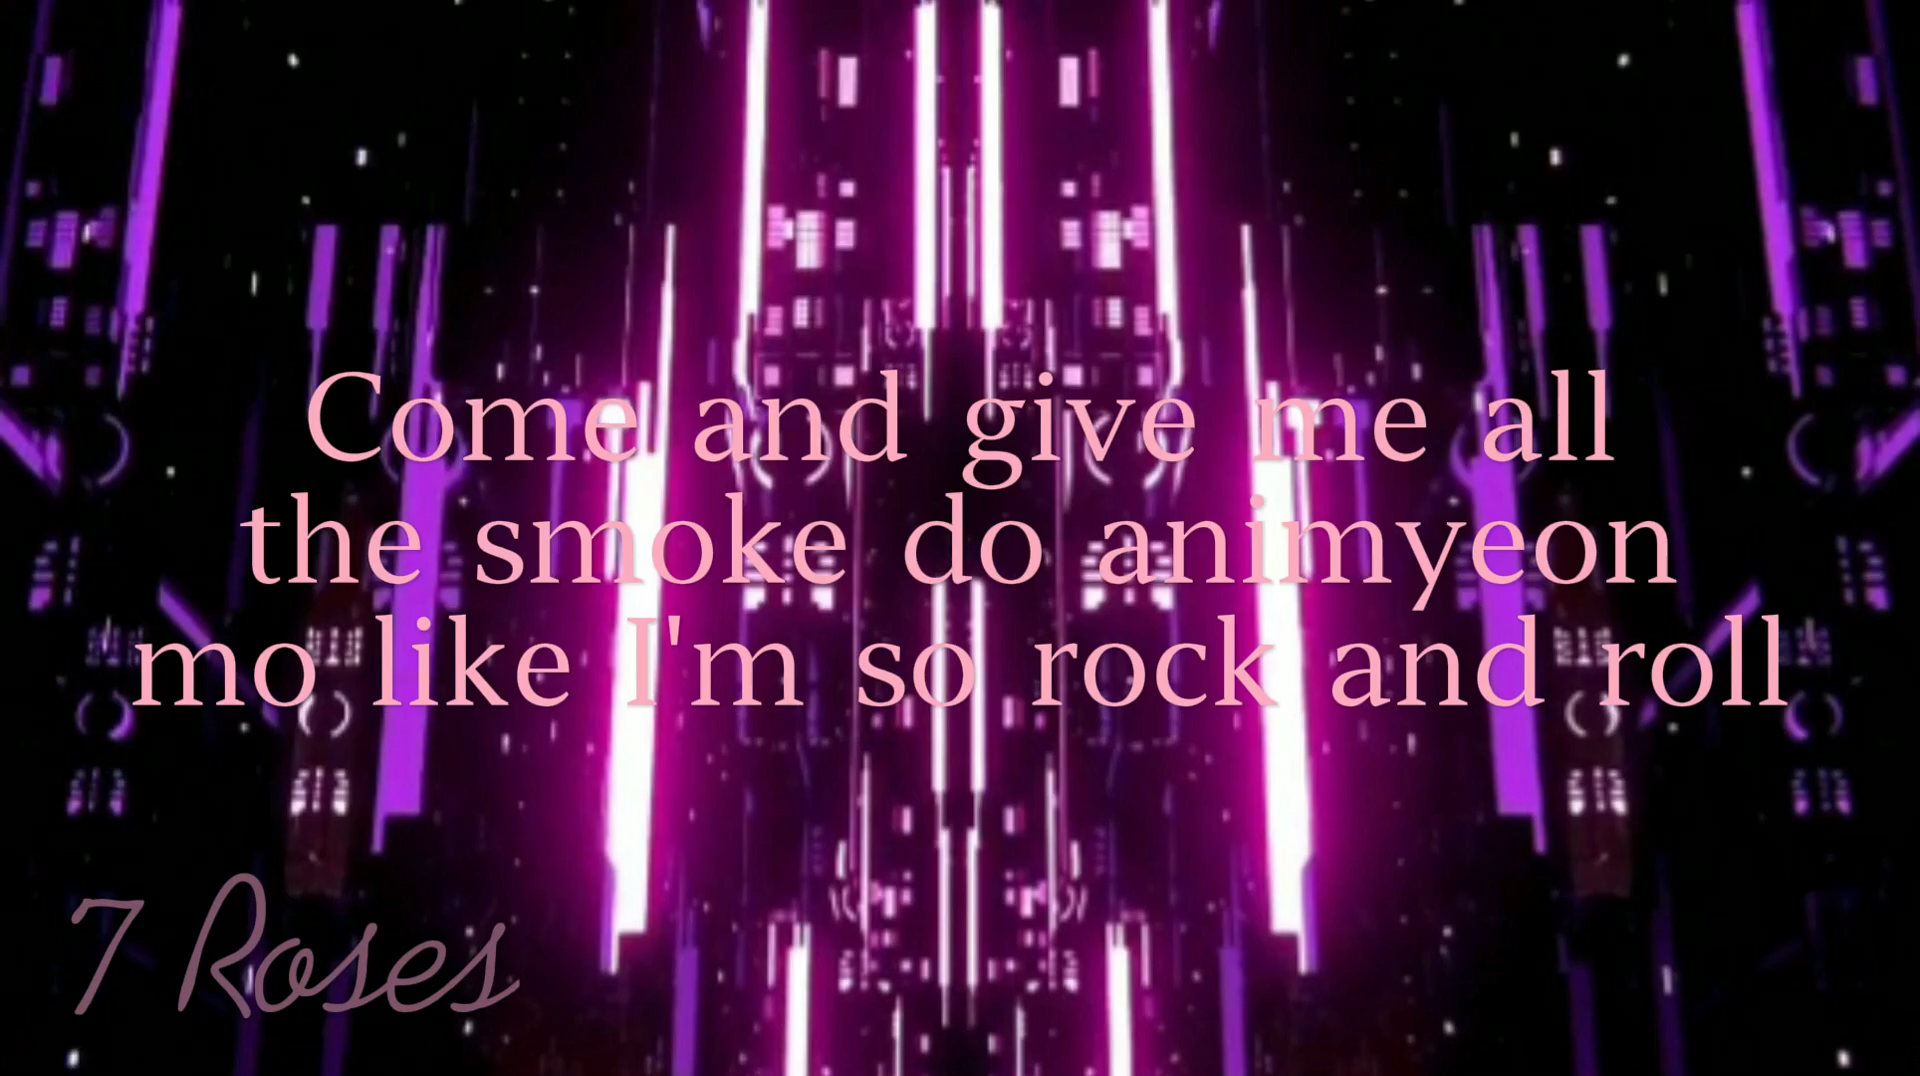 Come and give me all
the smoke do animyeon
mo like I'm so rock and roll
7 Roses